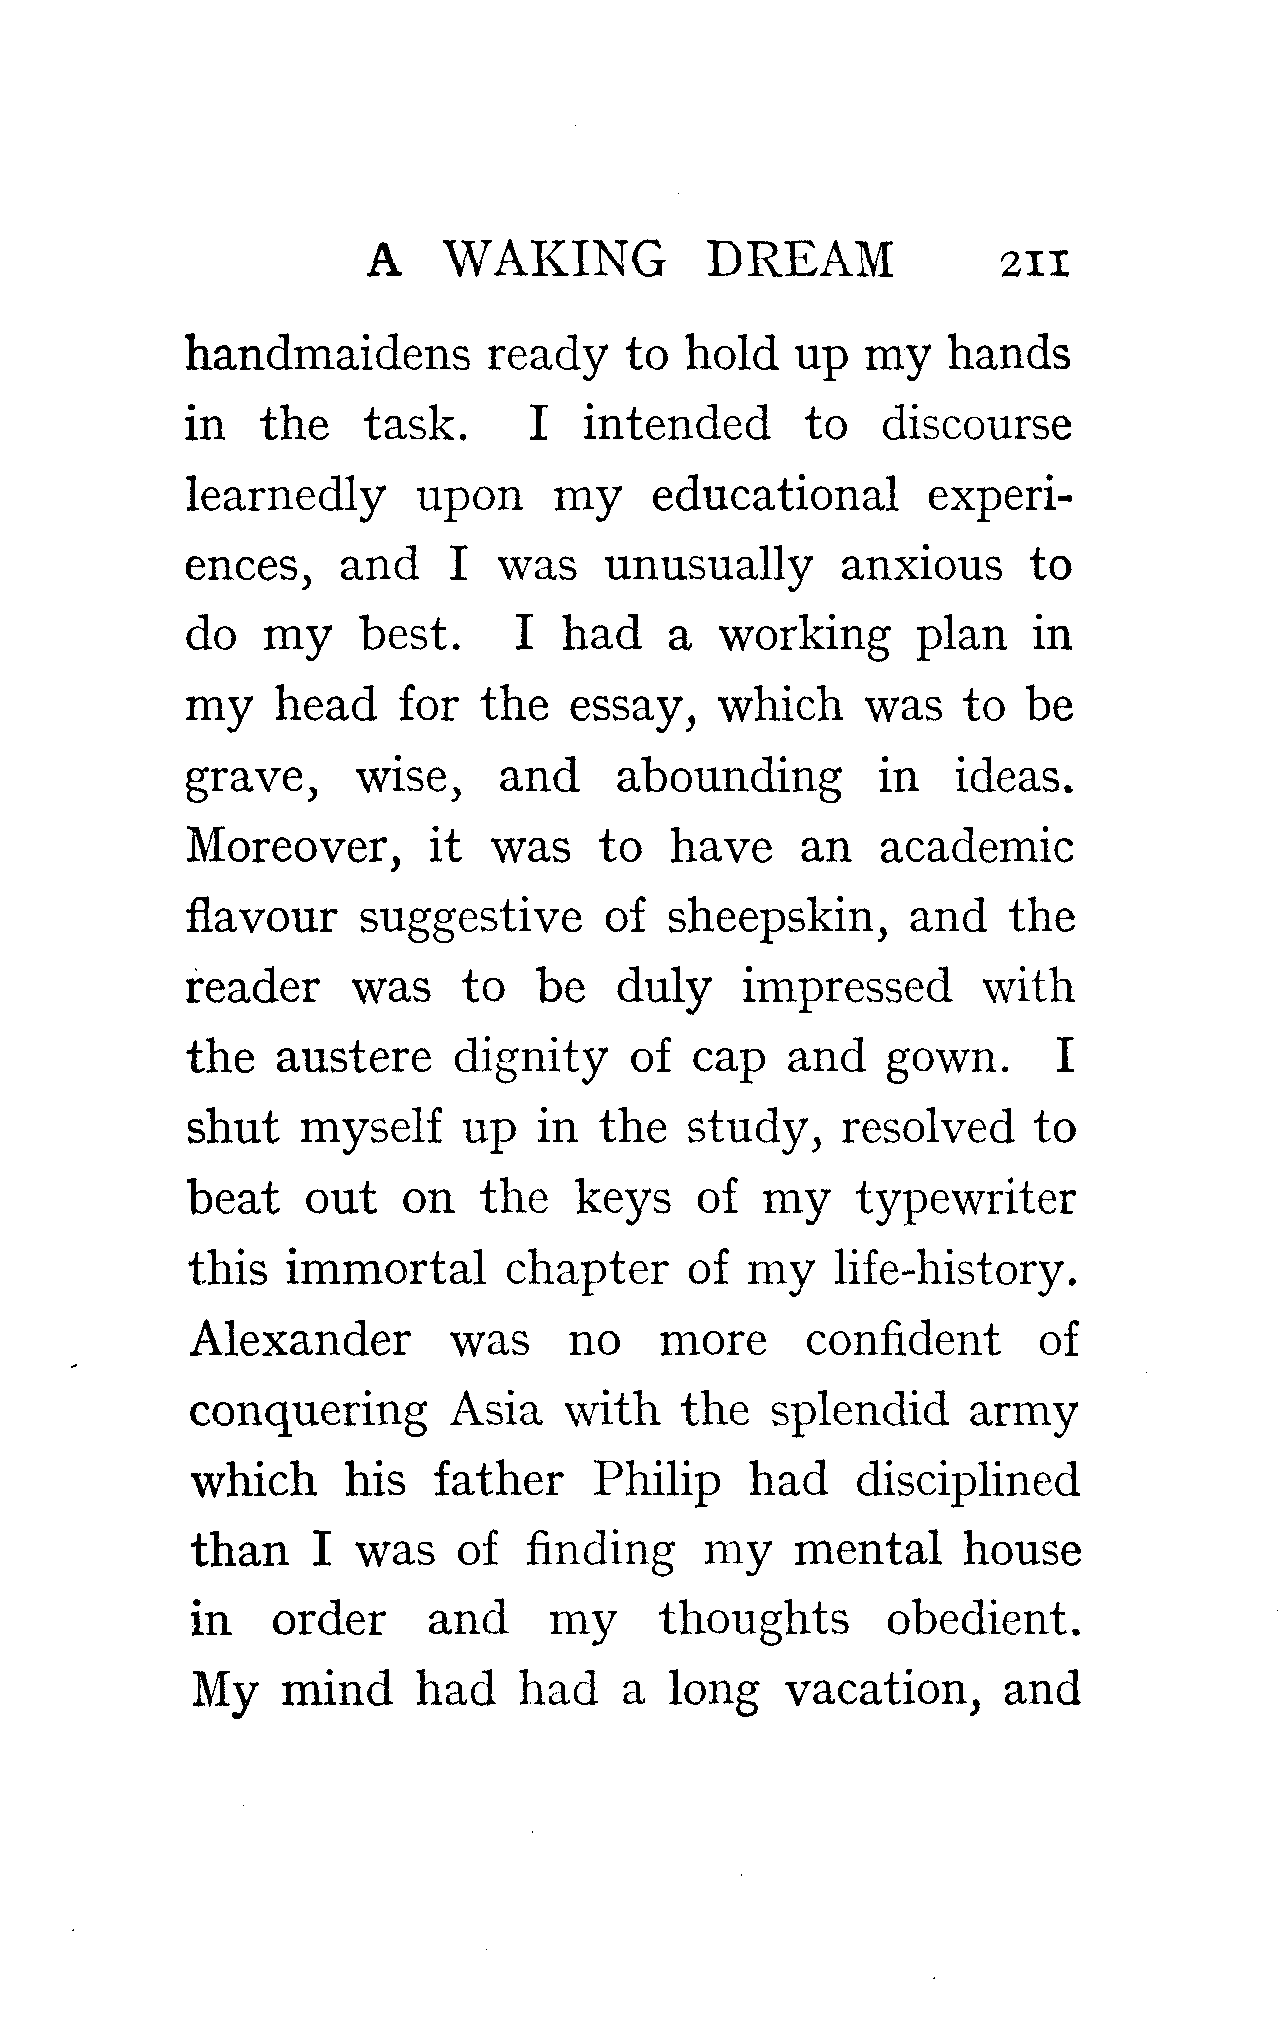 A WAKING DREAM 211
handmaidens ready to hold up my hands
in the task. I intended to discourse
learnedly upon my educational experi-
ences, and I was unusually anxious to
do my best. I had a working plan in
my head for the essay, which was to be
grave, wise, and abounding in ideas.
Moreover, it was to have an academic
flavour suggestive of sheepskin, and the
reader was to be duly impressed with
the austere dignity of cap and gown. I
shut myself up in the study, resolved to
beat out on the keys of my typewriter
this immortal chapter of my life-history.
Alexander was no more confident of
conquering Asia with the splendid army
which his father Philip had disciplined
than I was of finding my mental house
in order and my thoughts obedient.
My mind had had a long vacation, and